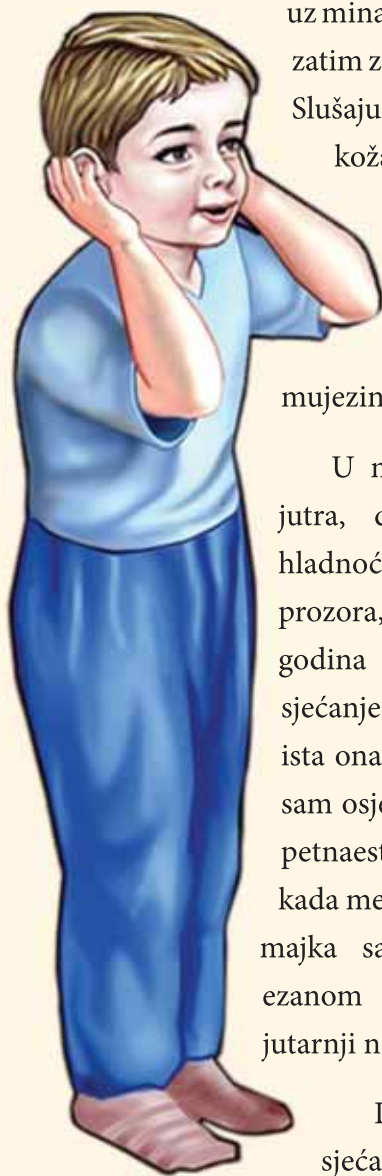 uz mina
zatim z
Slušaju
koža
mujezin
U n
jutra, d
hladnoć
prozora,
godina
sjećanje
ista ona
sam osje
petnaest
kada me
majka sa
ezanom
jutarnji n
sjeća